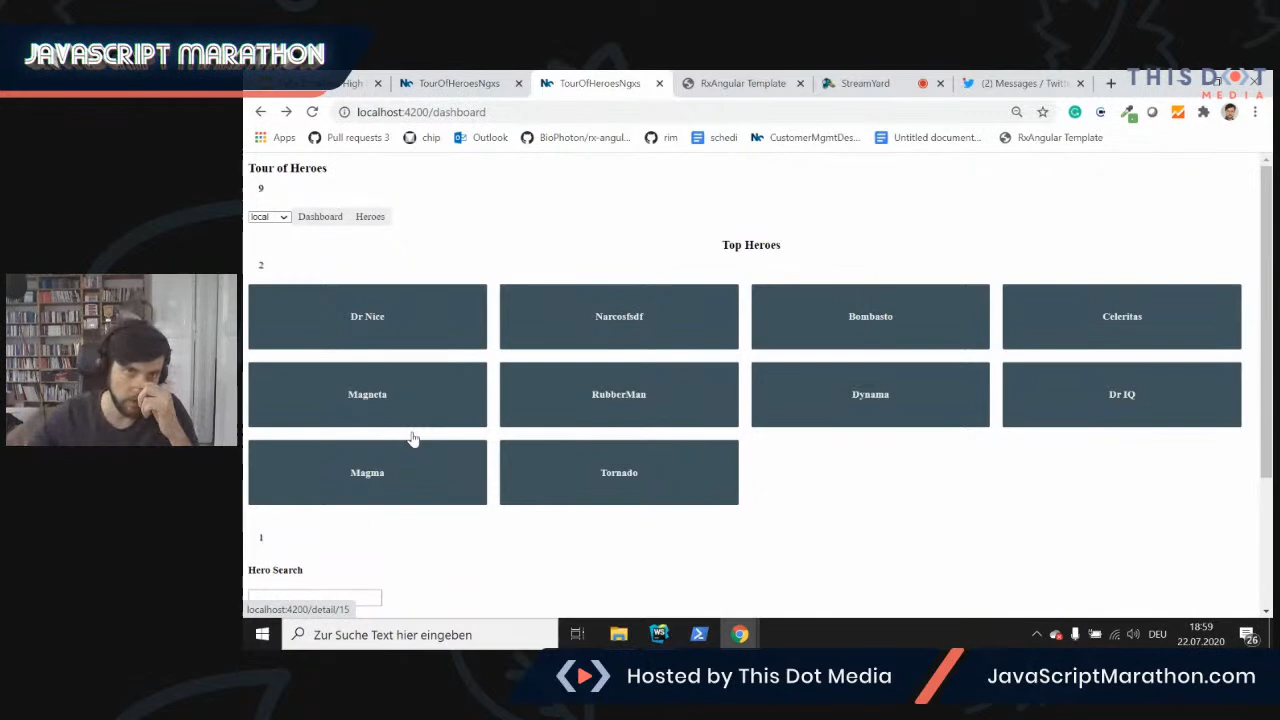 JAVASCRIPT MARATHON
THIS DOT
MEDIA
High
TourOfHeroesNgxs
TourOfHeroesNgxs
RxAngular Template
StreamYard
(2) Messages / Twitt
localhost:4200/dashboard
Apps
Pull requests 3
chip
Outlook
BioPhoton/rx-angul...
rim
schedi
CustomerMgmtDes...
Untitled document...
RxAngular Template
Tour of Heroes
9
local
Dashboard
Heroes
Top Heroes
2
Dr Nice
Narcosfsdf
Bombasto
Celeritas
Magneta
RubberMan
Dynama
Dr IQ
Magma
Tornado
1
Hero Search
localhost:4200/detail/15
Zur Suche Text hier eingeben
DEU
18:59
22.07.2020
26
Hosted by This Dot Media
JavaScriptMarathon.com